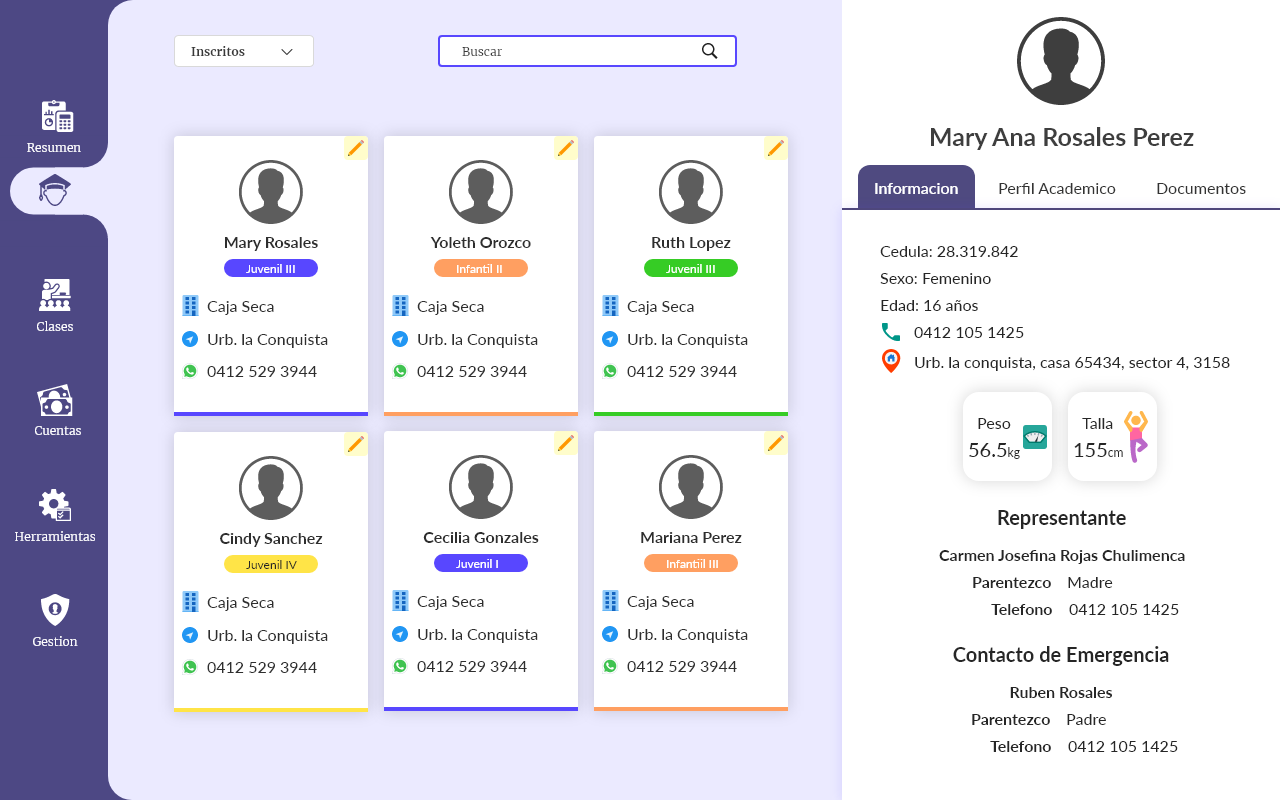 Resumen
Clases
Cuentas
Herramientas
Gestion
Inscritos
Buscar
Mary Rosales
Juvenil III
Caja Seca
Urb. la Conquista
0412 529 3944
Yoleth Orozco
Infantil II
Caja Seca
Urb. la Conquista
0412 529 3944
Ruth Lopez
Juvenil III
Caja Seca
Urb. la Conquista
0412 529 3944
Cindy Sanchez
Juvenil IV
Caja Seca
Urb. la Conquista
0412 529 3944
Cecilia Gonzales
Juvenil I
Caja Seca
Urb. la Conquista
0412 529 3944
Mariana Perez
Infantiil III
Caja Seca
Urb. la Conquista
0412 529 3944
Mary Ana Rosales Perez
Informacion Perfil Academico Documentos
Cedula: 28.319.842
Sexo: Femenino
Edad: 16 años
0412 105 1425
Urb. la conquista, casa 65434, sector 4, 3158
Peso
56.5kg
Talla
155cm
Representante
Carmen Josefina Rojas Chulimenca
Parentezco Madre
Telefono 0412 105 1425
Contacto de Emergencia
Ruben Rosales
Parentezco Padre
Telefono 0412 105 1425